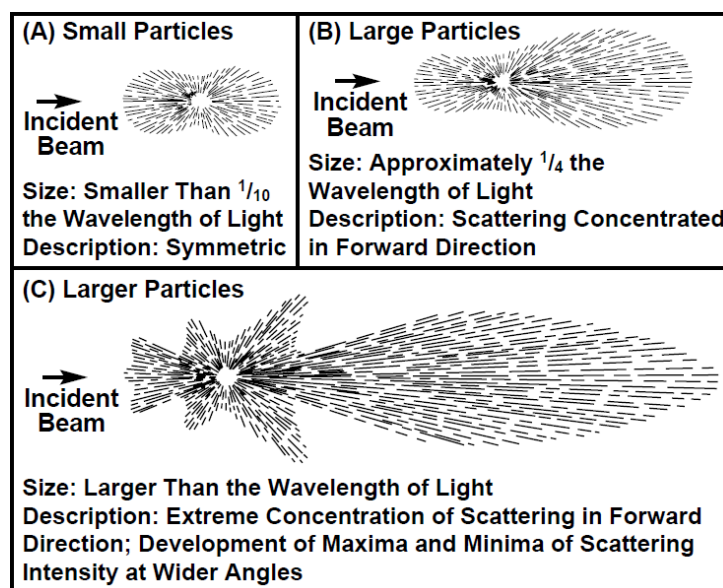 (A) Small Particles
Incident
Beam
Size: Smaller Than 1/10
the Wavelength of Light
Description: Symmetric
(B) Large Particles
Incident
Beam
Size: Approximately 1/4 the
Wavelength of Light
Description: Scattering Concentrated
in Forward Direction
(C) Larger Particles
Incident
Beam
Size: Larger Than the Wavelength of Light
Description: Extreme Concentration of Scattering in Forward
Direction; Development of Maxima and Minima of Scattering
Intensity at Wider Angles